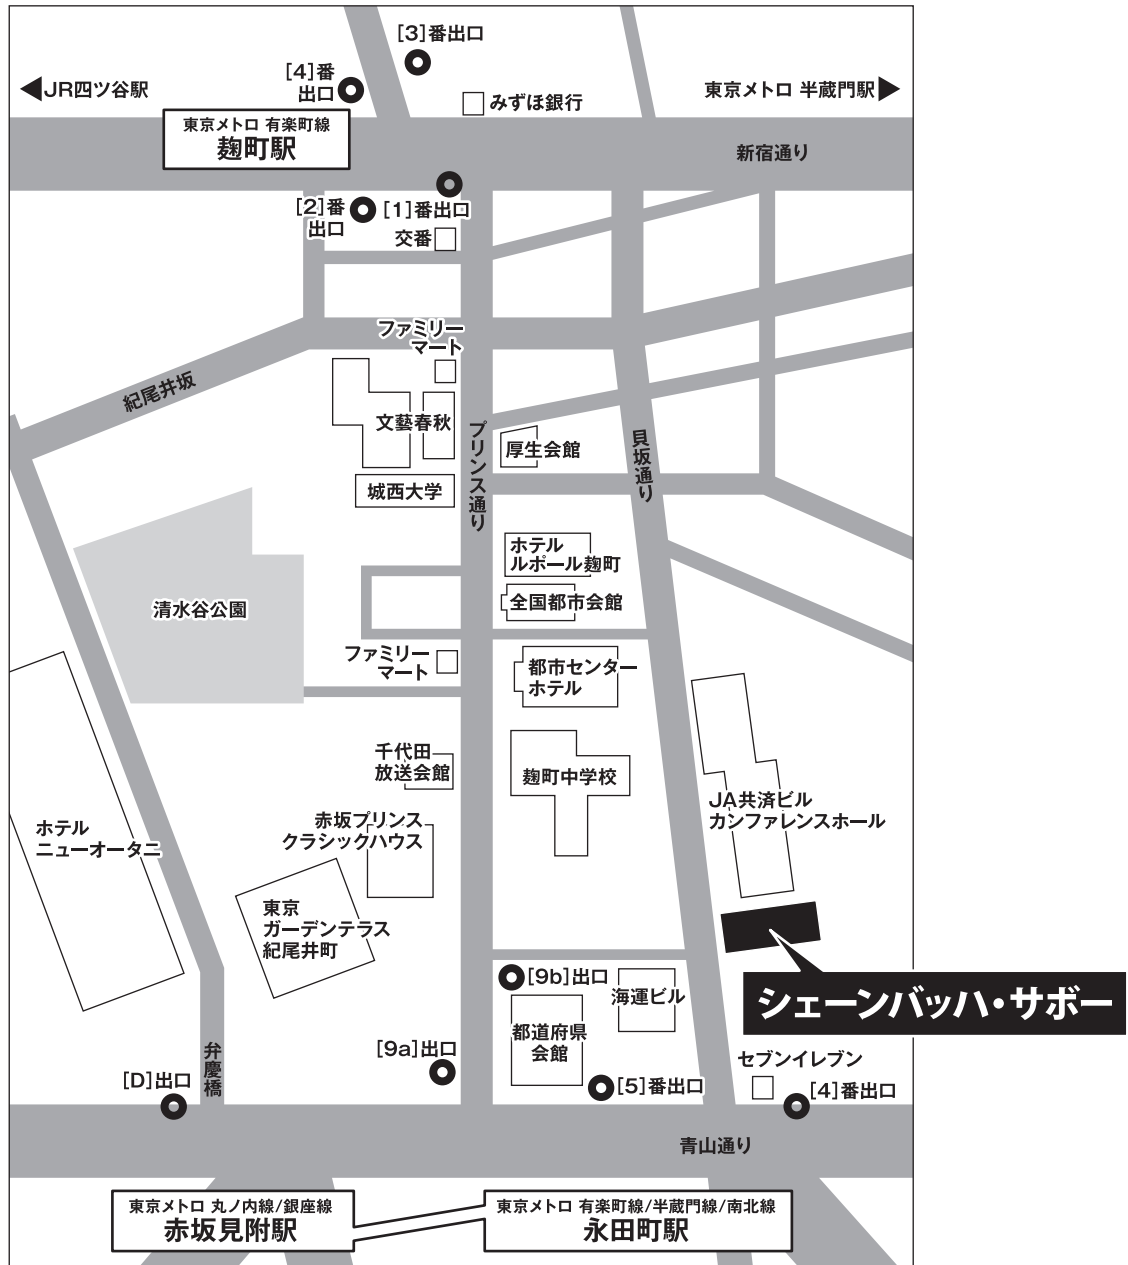 [3]番出口
[4]番
出口
JR四ツ谷駅
みずほ銀行
東京メトロ 半蔵門駅
東京メトロ 有楽町線
麹町駅
新宿通り
[2]番
出口
[1]番出口
交番
ファミリー
マート
紀尾井坂
文藝春秋
プリンス通り
貝坂通り
厚生会館
城西大学
ホテル
ルポール麹町
全国都市会館
清水谷公園
ファミリー
マート
都市センター
ホテル
千代田
放送会館
麹町中学校
JA共済ビル
カンファレンスホール
赤坂プリンス
クラシックハウス
ホテル
ニューオータニ
東京
ガーデンテラス
紀尾井町
[9b]出口
海運ビル
シェーンバッハ・サボー
都道府県
会館
[9a]出口
弁慶橋
セブンイレブン
[D]出口
[5]番出口
[4]番出口
青山通り
東京メトロ 丸ノ内線/銀座線
赤坂見附駅
東京メトロ 有楽町線/半蔵門線/南北線
永田町駅